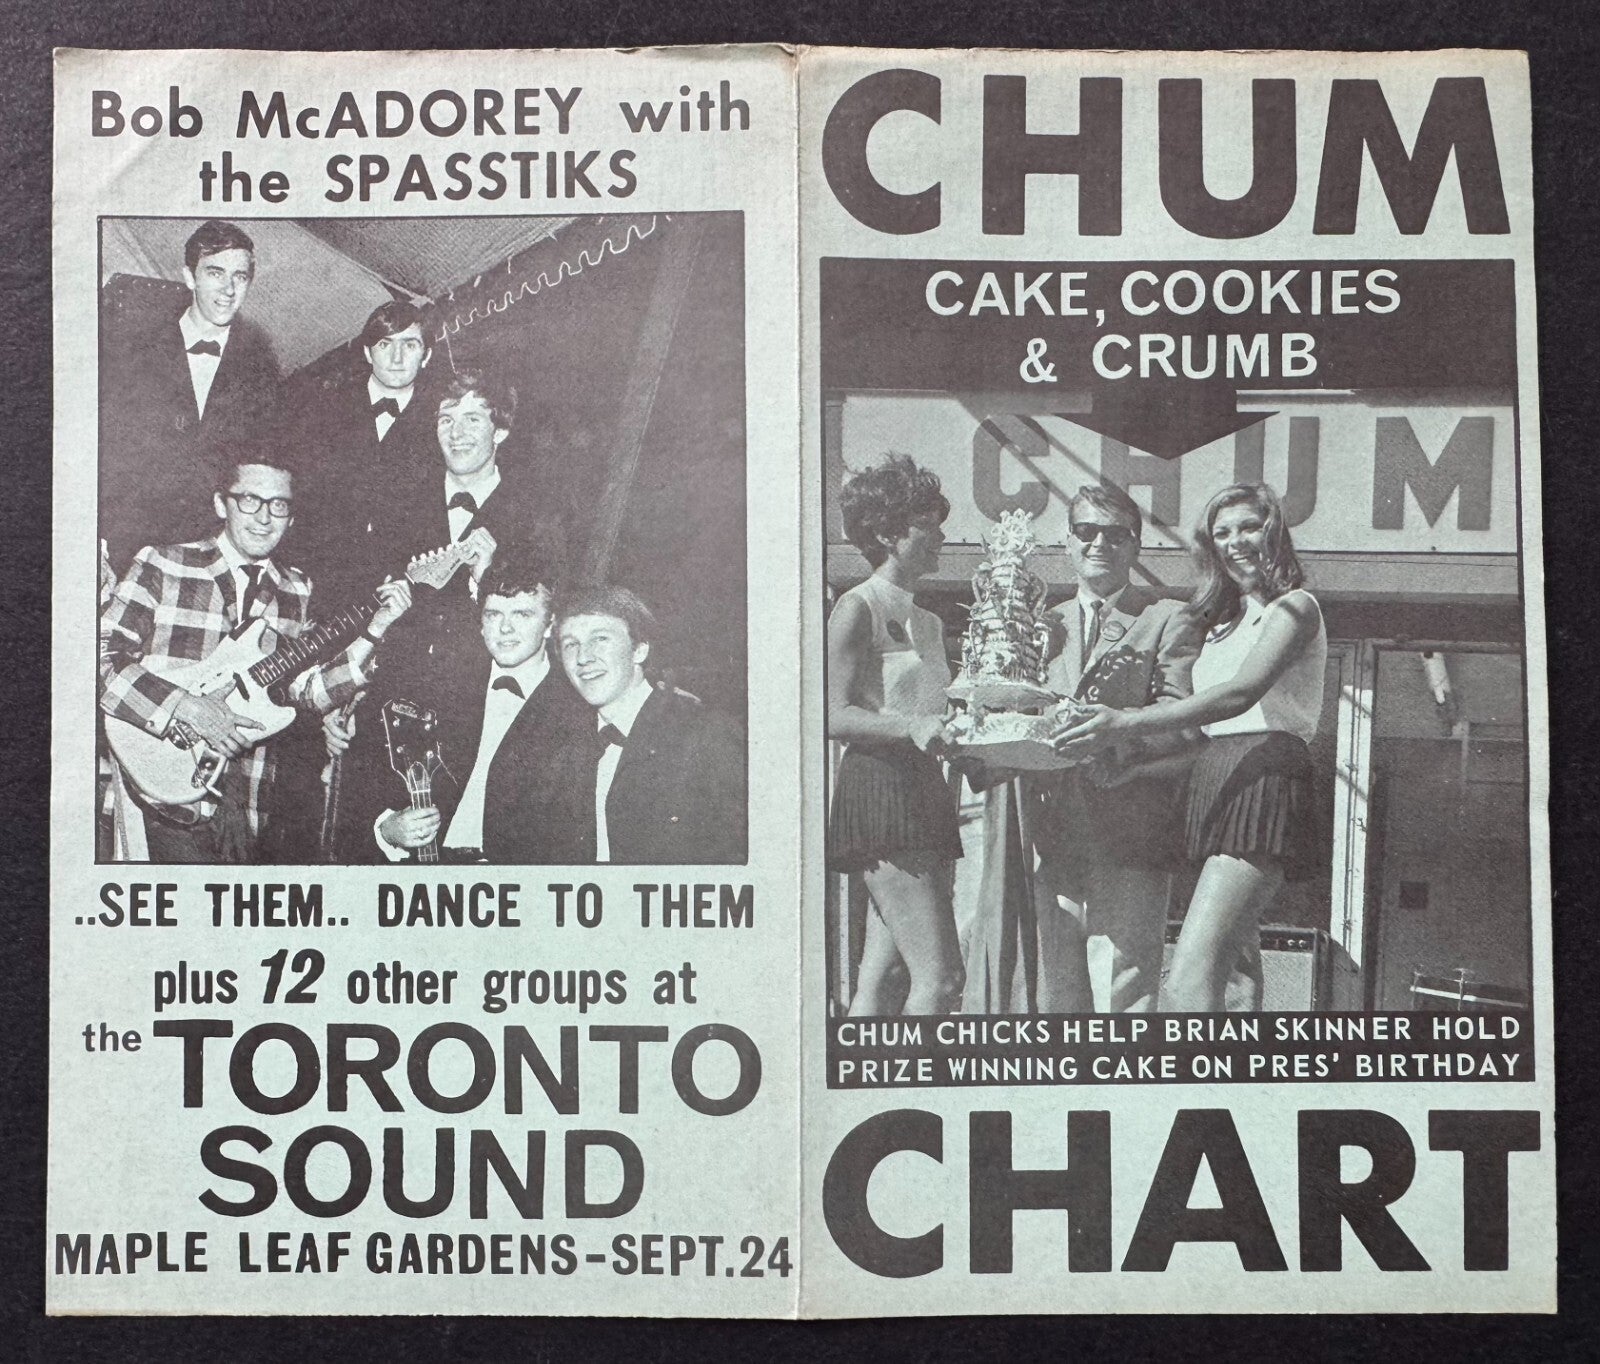 Bob McADOREY with
the SPASSTIKS
..SEE THEM.. DANCE TO THEM
plus 12 other groups at
the TORONTO
SOUND
MAPLE LEAF GARDENS-SEPT.24
CHUM
CAKE, COOKIES
& CRUMB
CHUM
CHUM CHICKS HELP BRIAN SKINNER HOLD
PRIZE WINNING CAKE ON PRES' BIRTHDAY
CHART